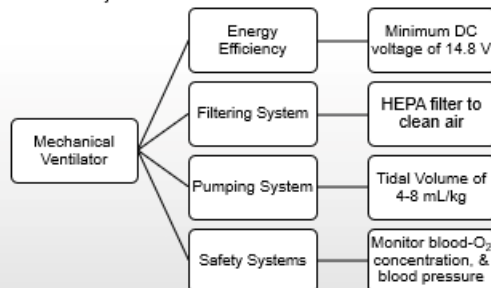 Energy
Efficiency
Minimum DC
voltage of 14.8 V
Filtering System
HEPA filter to
clean air
Mechanical
Ventilator
Pumping System
Tidal Volume of
4-8 mL/kg
Safety Systems
Monitor blood-O₂
concentration, &
blood pressure